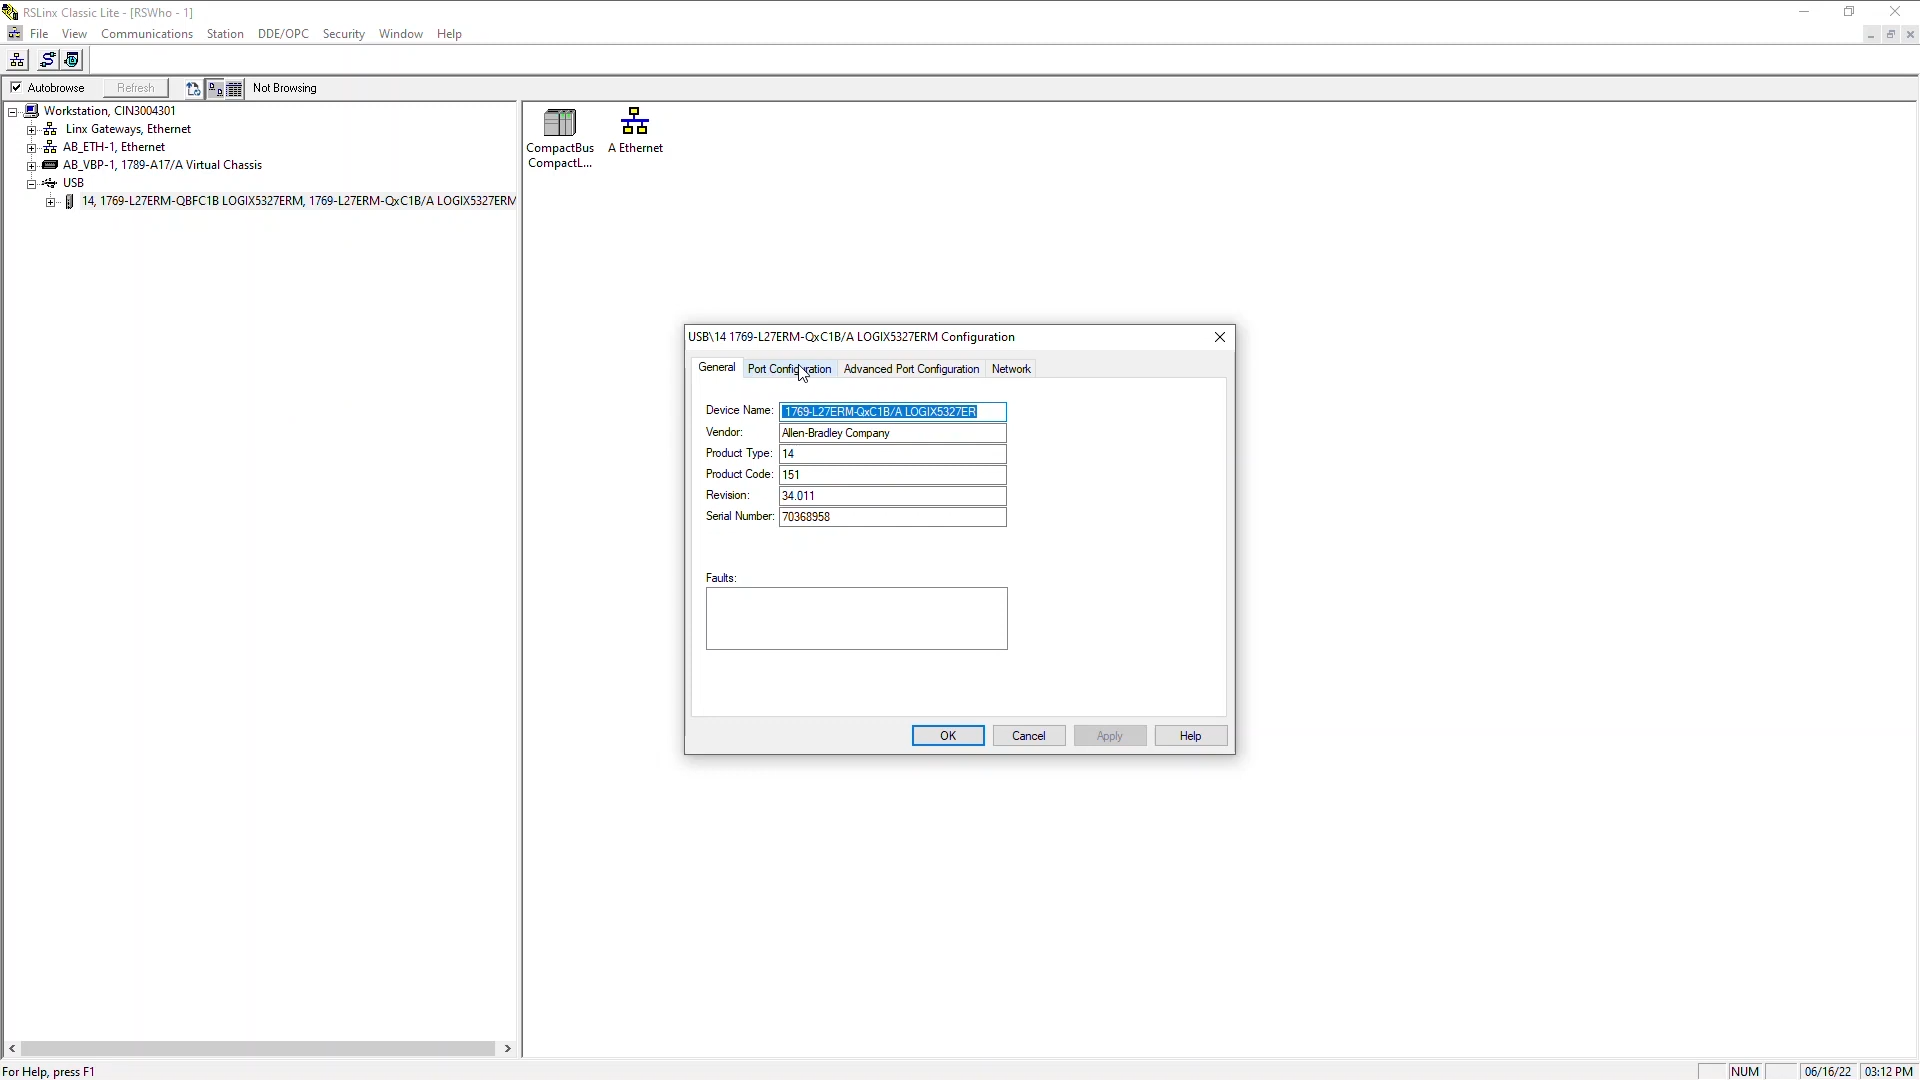 RSLinx Classic Lite - [RSWho - 1]
File View Communications Station DDE/OPC Security Window Help
Autobrowse Refresh Not Browsing
Workstation, CIN3004301
Linx Gateways, Ethernet
AB_ETH-1, Ethernet
AB_VBP-1, 1789-A17/A Virtual Chassis
USB
14, 1769-L27ERM-QBFC1B LOGIX5327ERM, 1769-L27ERM-QxC1B/A LOGIX5327ERM
CompactBus
CompactL...
A Ethernet
USB\14 1769-L27ERM-QxC1B/A LOGIX5327ERM Configuration
General Port Configuration Advanced Port Configuration Network
Device Name: 1769-L27ERM-QxC1B/A LOGIX5327ER
Vendor: Allen-Bradley Company
Product Type: 14
Product Code: 151
Revision: 34.011
Serial Number: 70368958
Faults:
OK Cancel Apply Help
For Help, press F1
NUM 06/16/22 03:12 PM